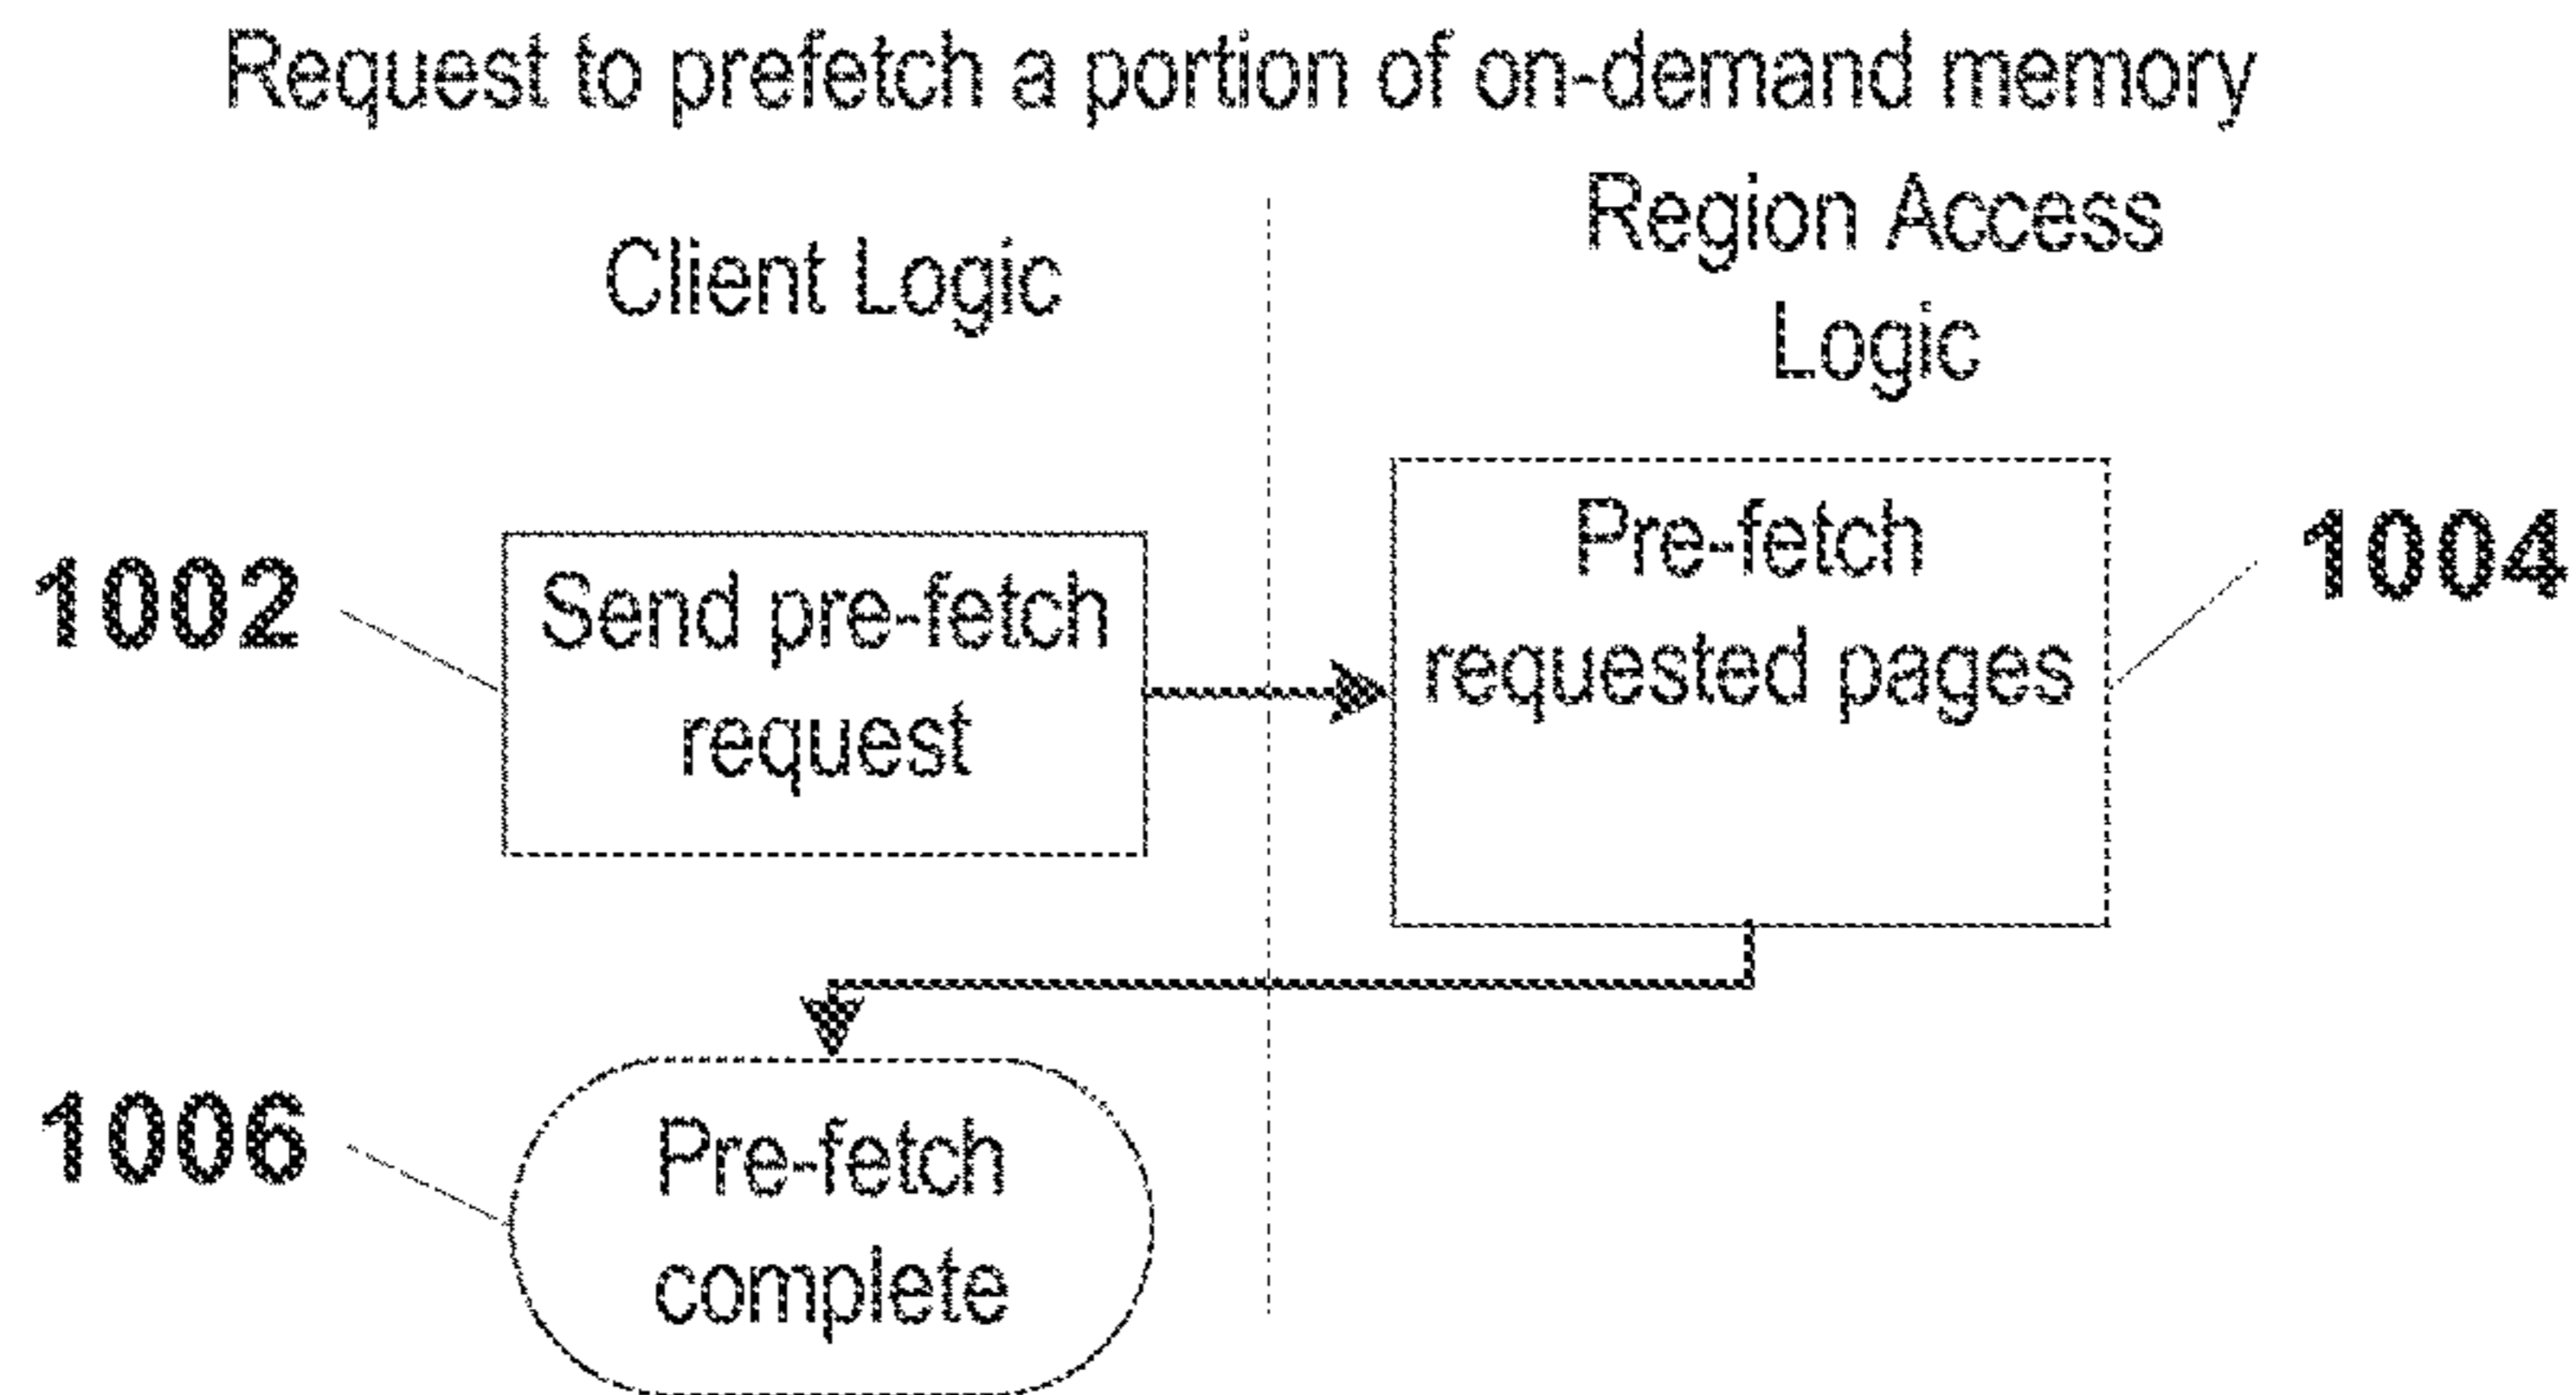 Request to prefetch a portion of on-demand memory
Client Logic
Region Access
Logic
1002
Send pre-fetch
request
Pre-fetch
requested pages
1004
1006
Pre-fetch
complete